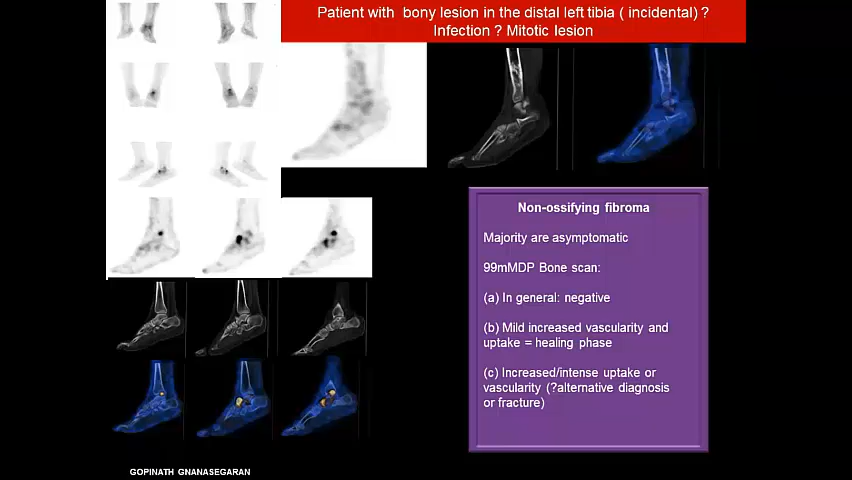 Patient with bony lesion in the distal left tibia ( incidental) ?
Infection ? Mitotic lesion
Non-ossifying fibroma
Majority are asymptomatic
99mMDP Bone scan:
(a) In general: negative
(b) Mild increased vascularity and
uptake = healing phase
(c) Increased/intense uptake or
vascularity (?alternative diagnosis
or fracture)
GOPINATH GNANASEGARAN